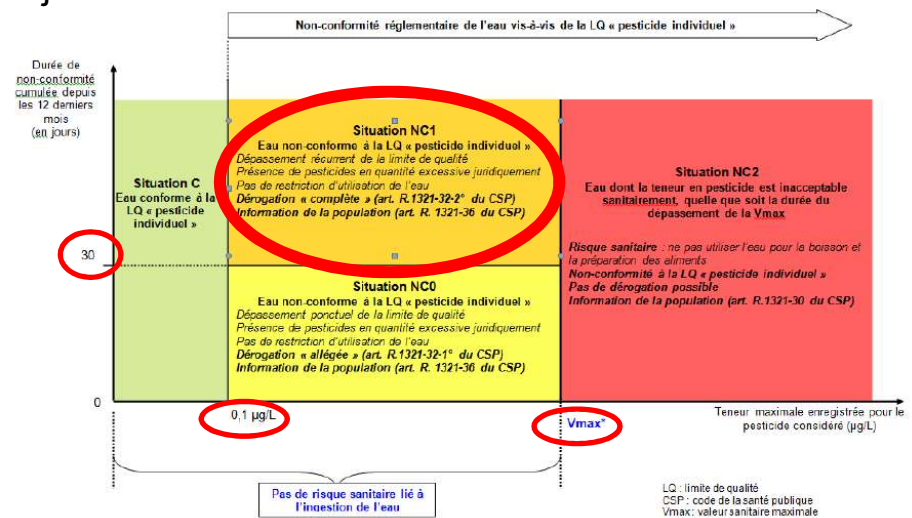 Non-conformité réglementaire de l'eau vis-à-vis de la LQ « pesticide individuel »
Durée de
non-conformité
cumulée depuis
les 12 derniers
mois
(en jours)
Situation C
Eau conforme à la
LQ « pesticide
individuel »
Situation NC1
Eau non-conforme à la LQ « pesticide individuel »
Dépassement récurrent de la limite de qualité
Présence de pesticides en quantité excessive juridiquement
Pas de restriction d'utilisation de l'eau
Dérogation « complète » (art. R.1321-32-2° du CSP)
Information de la population (art. R. 1321-36 du CSP)
Situation NC2
Eau dont la teneur en pesticide est inacceptable
sanitairement, quelle que soit la durée du
dépassement de la Vmax
Risque sanitaire : ne pas utiliser l'eau pour la boisson et
la préparation des aliments
Non-conformité à la LQ « pesticide individuel »
Pas de dérogation possible
Information de la population (art. R.1321-30 du CSP)
30
Situation NC0
Eau non-conforme à la LQ « pesticide individuel »
Dépassement ponctuel de la limite de qualité
Présence de pesticides en quantité excessive juridiquement
Pas de restriction d'utilisation de l'eau
Dérogation « allégée » (art. R.1321-32-1° du CSP)
Information de la population (art. R. 1321-36 du CSP)
0
0,1 µg/L
Vmax*
Teneur maximale enregistrée pour le
pesticide considéré (µg/L)
Pas de risque sanitaire lié à
l'ingestion de l'eau
LQ : limite de qualité
CSP : code de la santé publique
Vmax : valeur sanitaire maximale